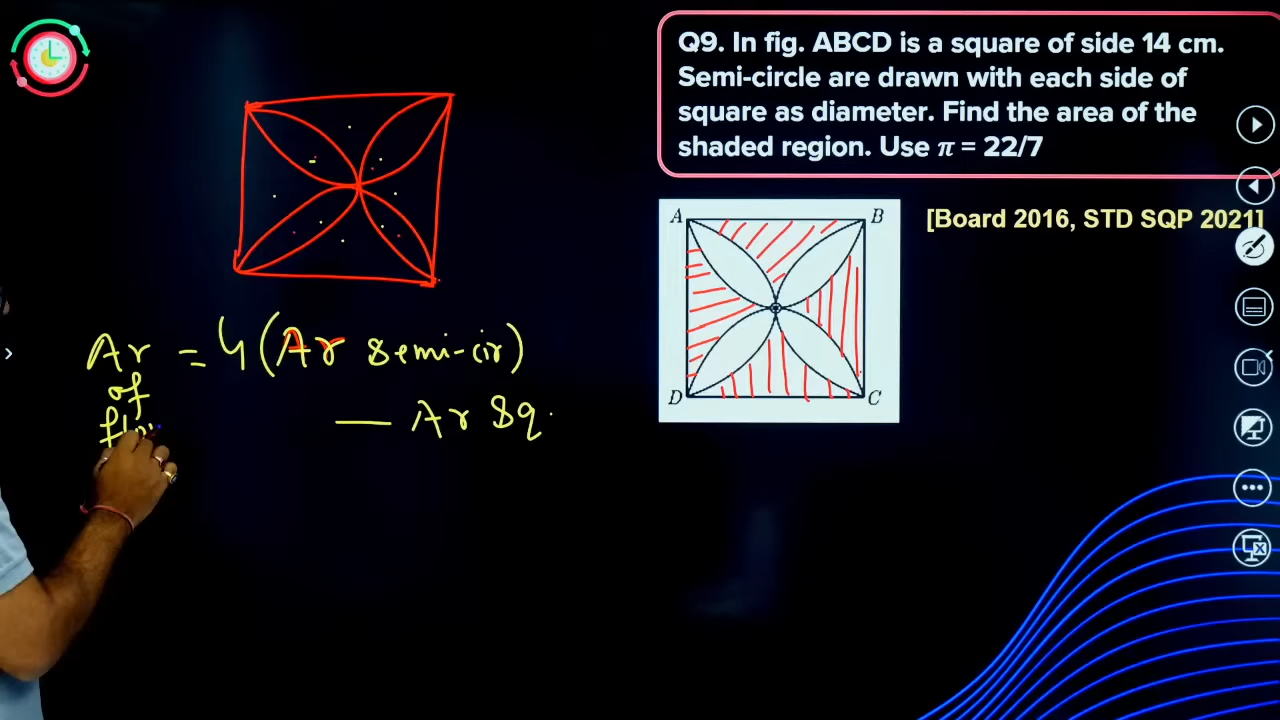 Q9. In fig. ABCD is a square of side 14 cm.
Semi-circle are drawn with each side of
square as diameter. Find the area of the
shaded region. Use π = 22/7
[Board 2016, STD SQP 2021]
A
B
D
C
Ar = 4 (Ar semi-cir)
of
— Ar Sq.